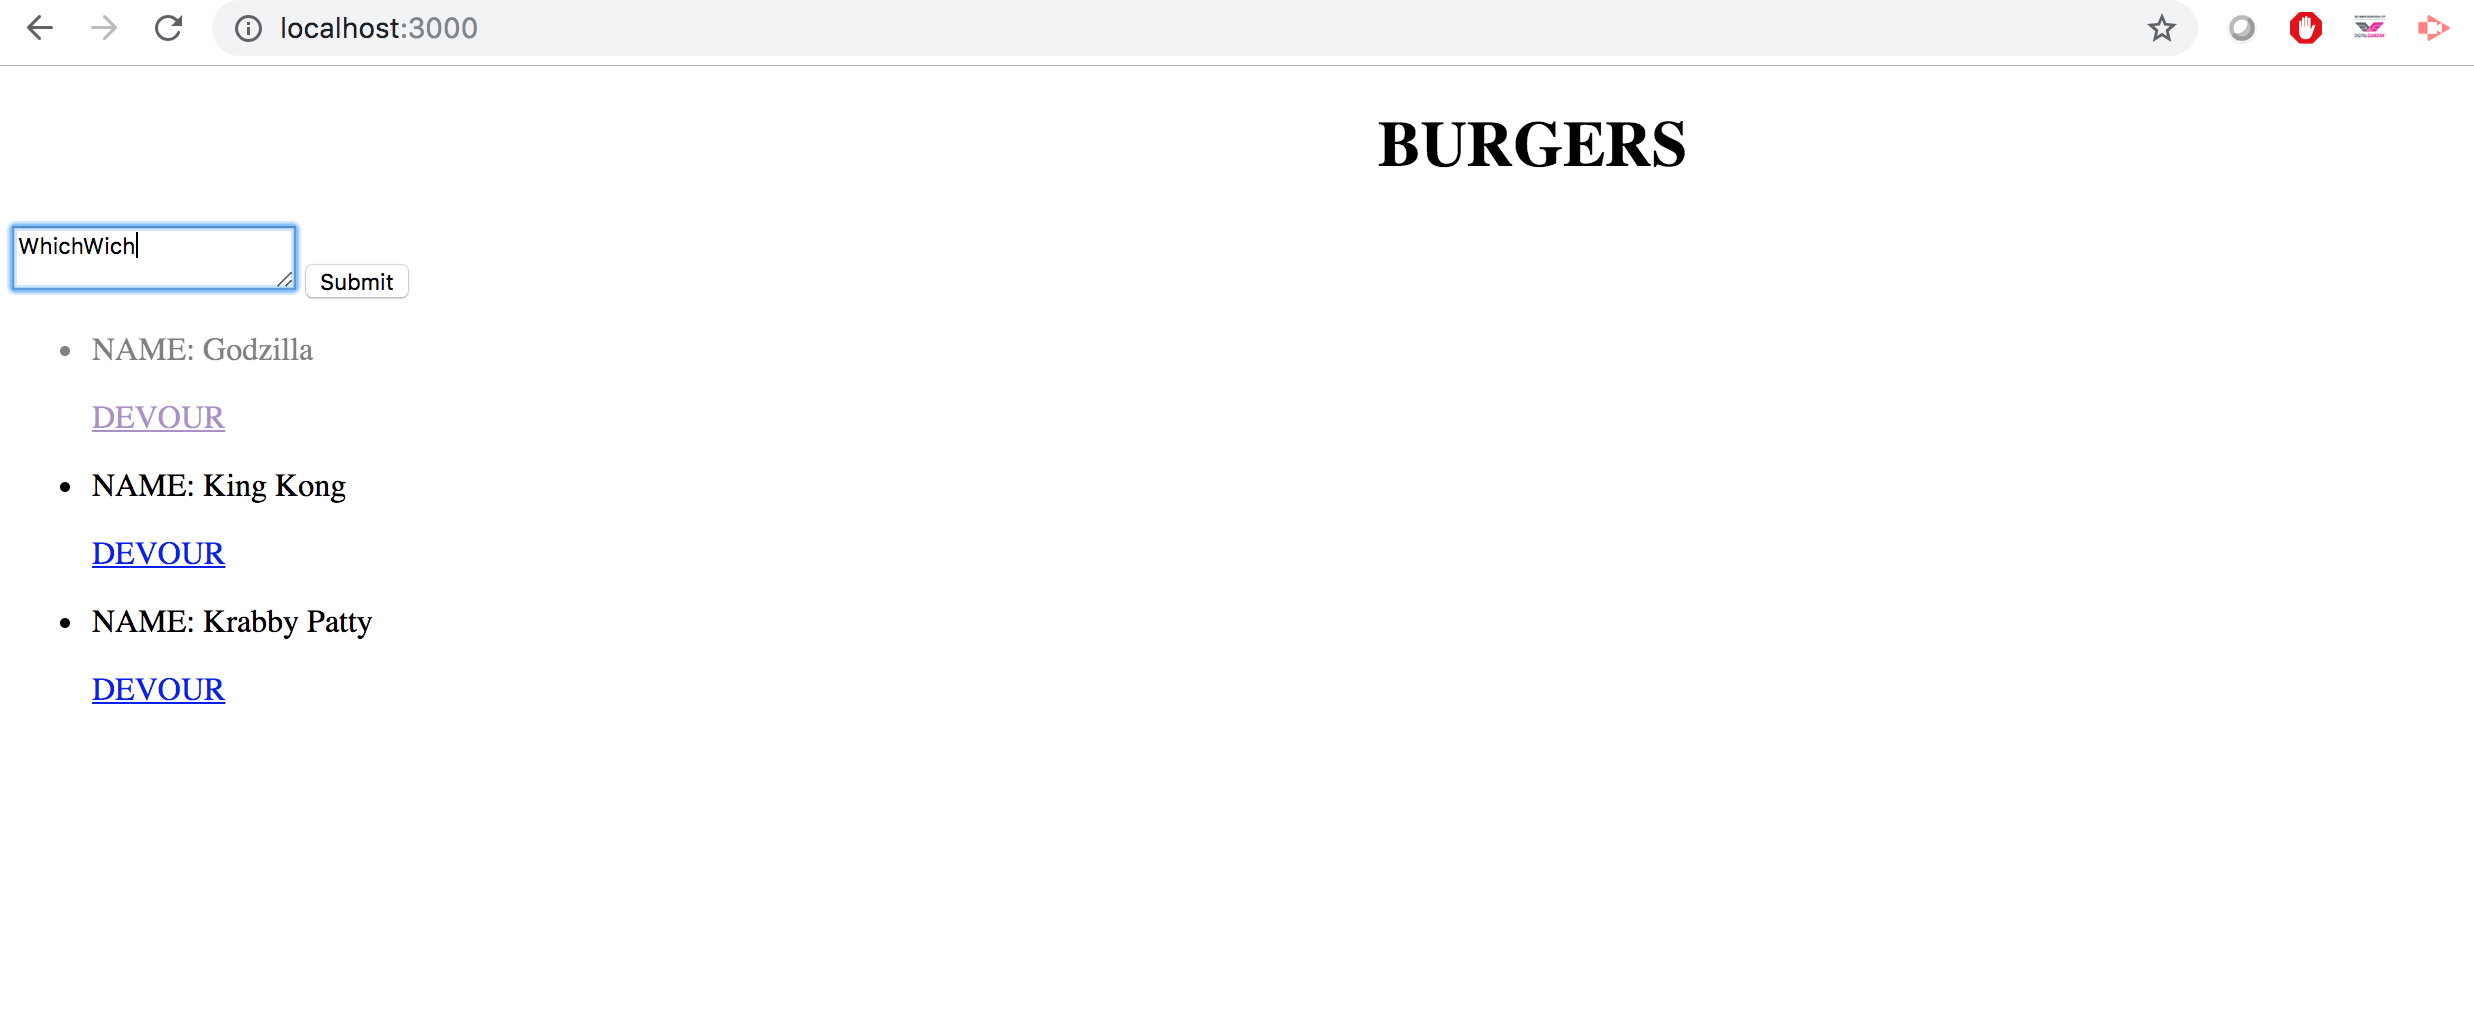 localhost:3000
BURGERS
WhichWich
Submit
NAME: Godzilla
DEVOUR
NAME: King Kong
DEVOUR
NAME: Krabby Patty
DEVOUR